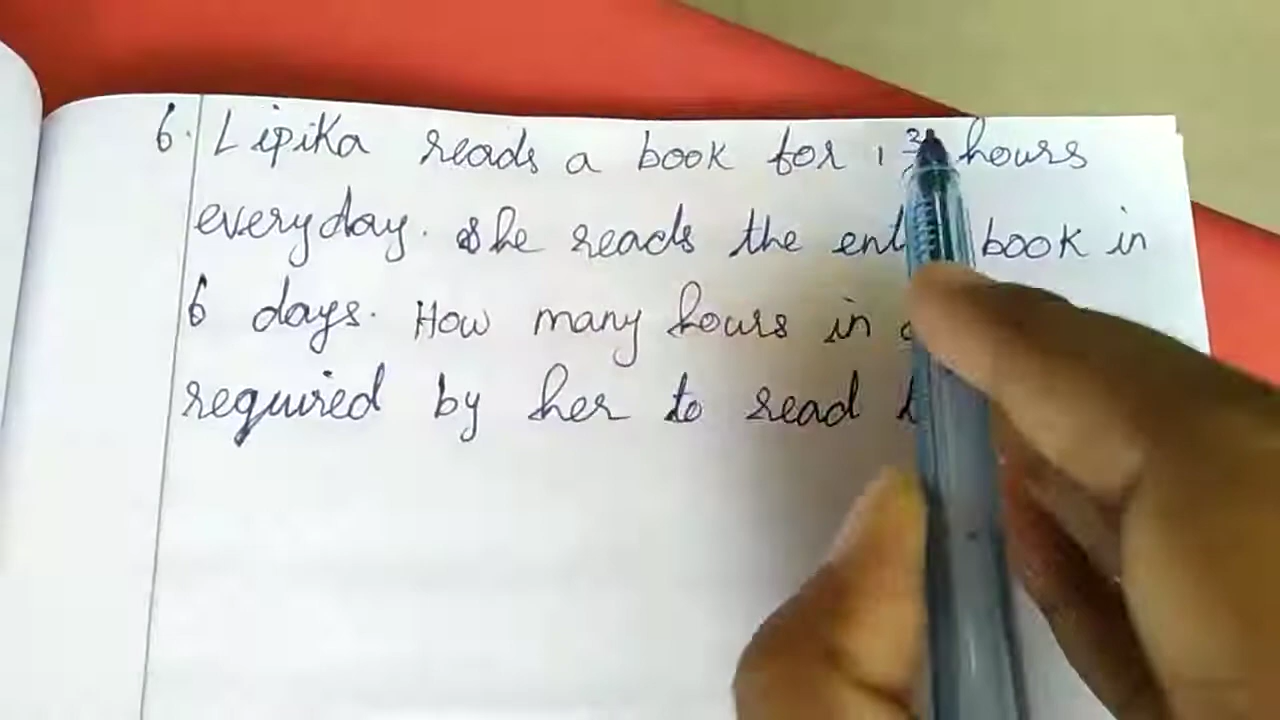 6. Lipika reads a book for 1 3 hours
everyday. She reads the book in
6 days. How many hours in
required by her to read